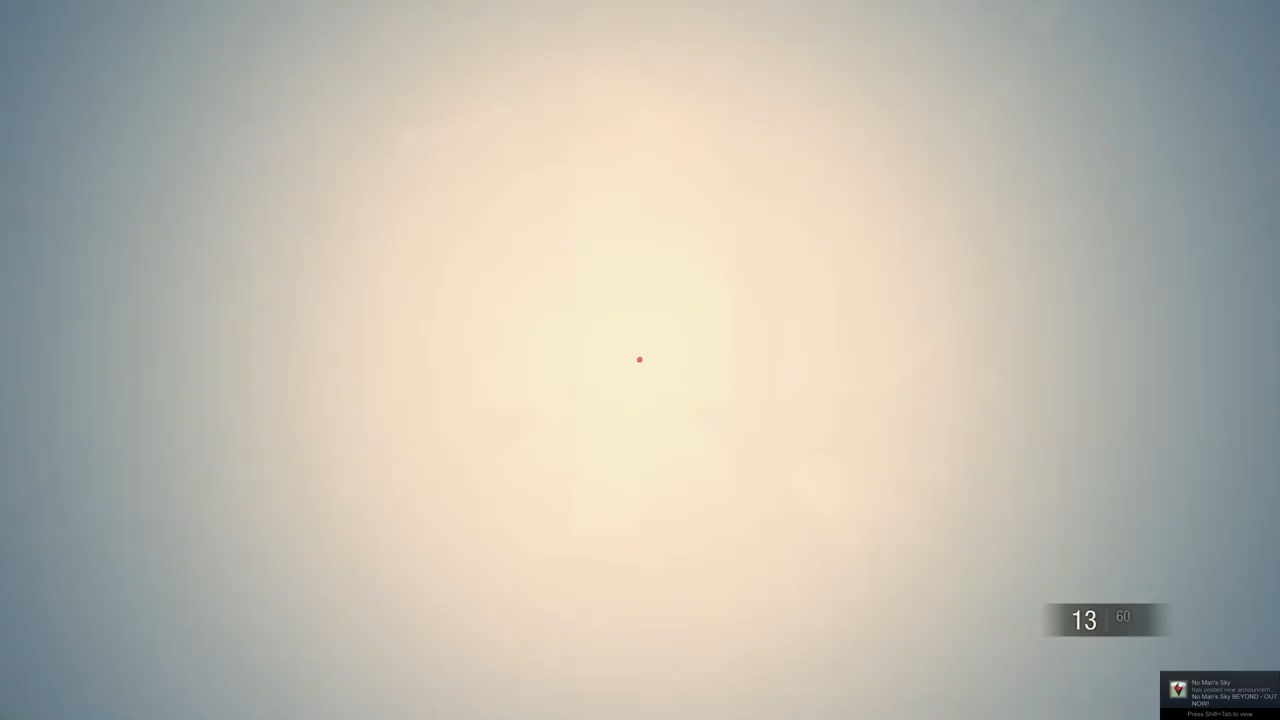 13 60
No Man's Sky
has posted new announcem...
No Man's Sky BEYOND - OUT
NOW!
Press Shift+Tab to view